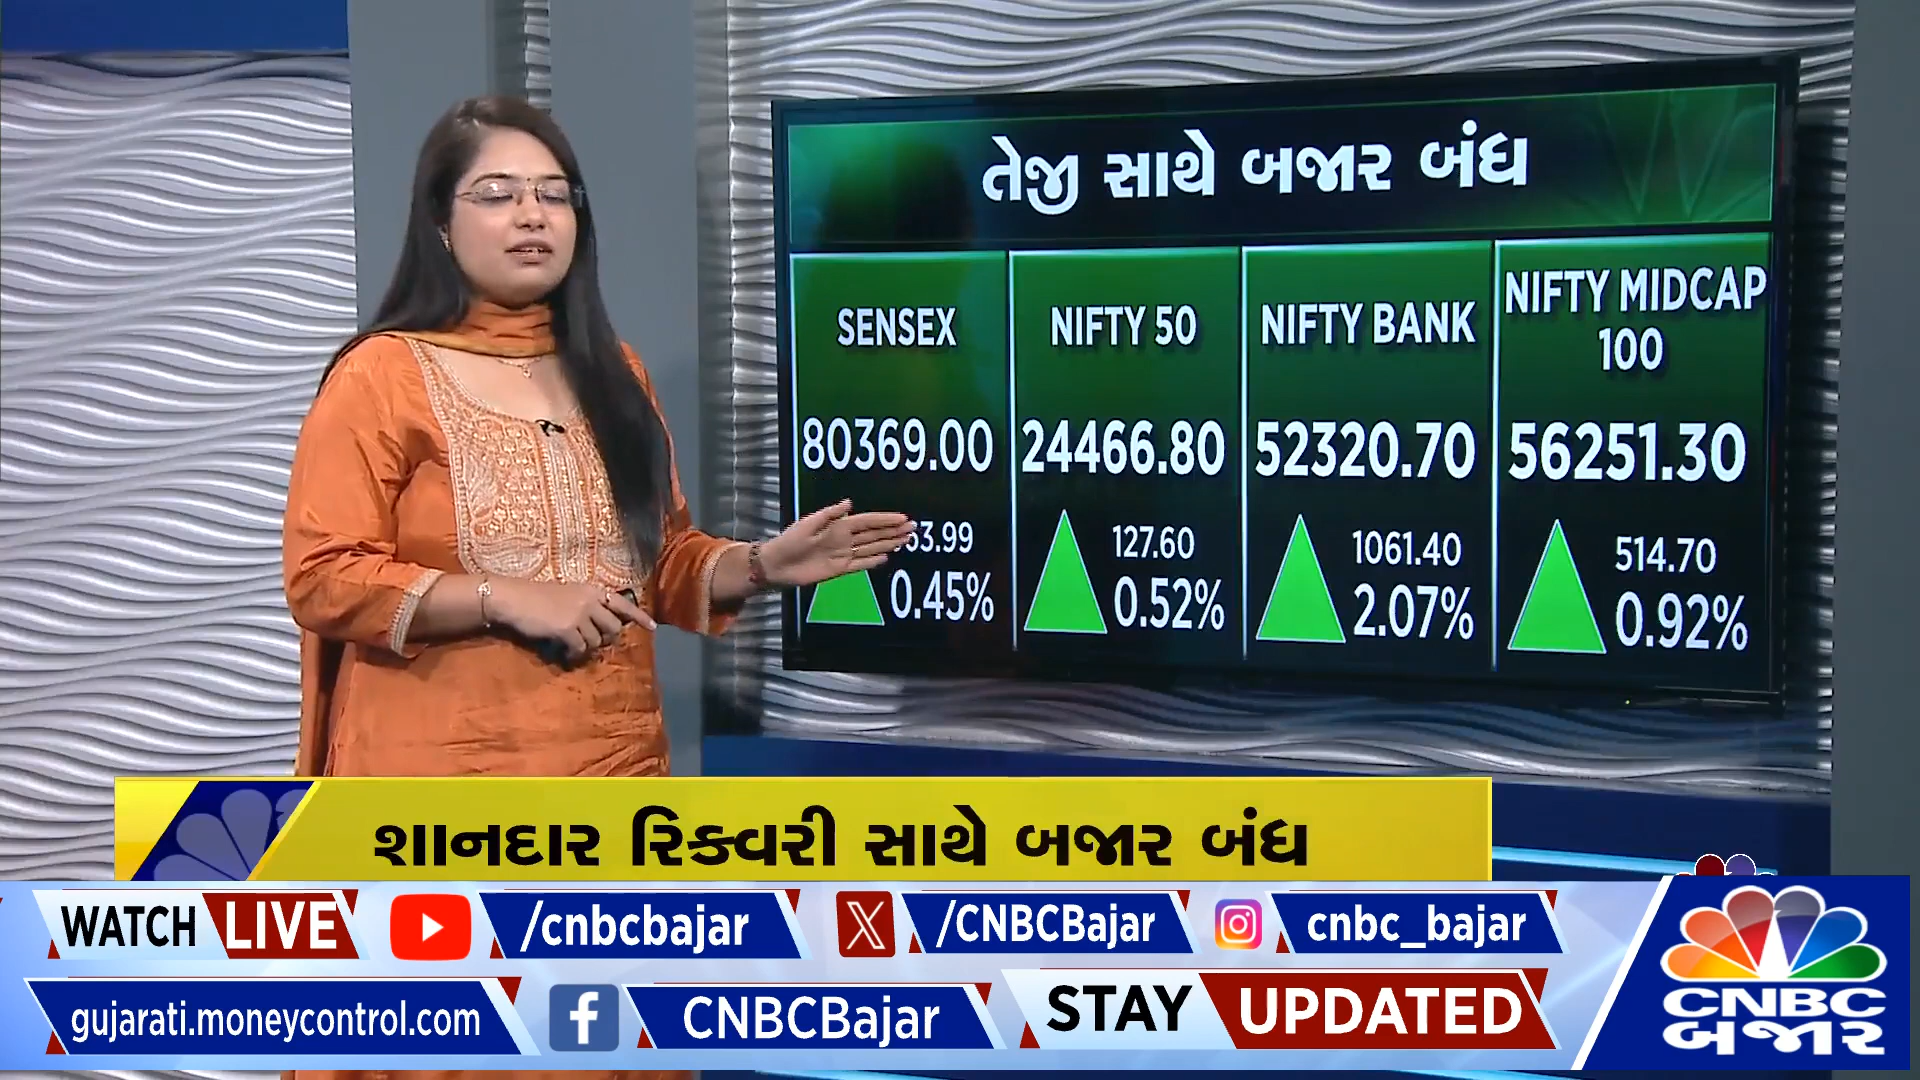 તેજી સાથે બજાર બંધ
SENSEX
80369.00
0.45%
NIFTY 50
24466.80
127.60
0.52%
NIFTY BANK
52320.70
1061.40
2.07%
NIFTY MIDCAP
100
56251.30
514.70
0.92%
શાનદાર રિકવરી સાથે બજાર બંધ
WATCH LIVE
/cnbcbajar
/CNBCBajar
cnbc_bajar
gujarati.moneycontrol.com
CNBCBajar
STAY UPDATED
CNBC
બજાર